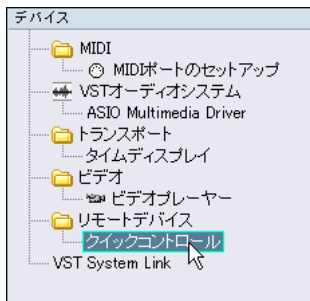 デバイス
MIDI
MIDIポートのセットアップ
VSTオーディオシステム
ASIO Multimedia Driver
トランスポート
タイムディスプレイ
ビデオ
ビデオプレーヤー
リモートデバイス
クイックコントロール
VST System Link